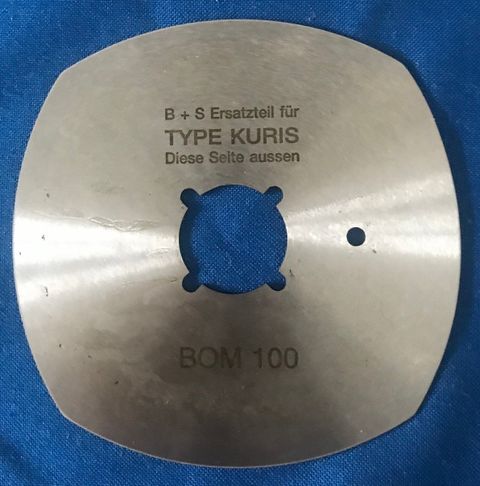 B + S Ersatzteil für
TYPE KURIS
Diese Seite aussen
BOM 100